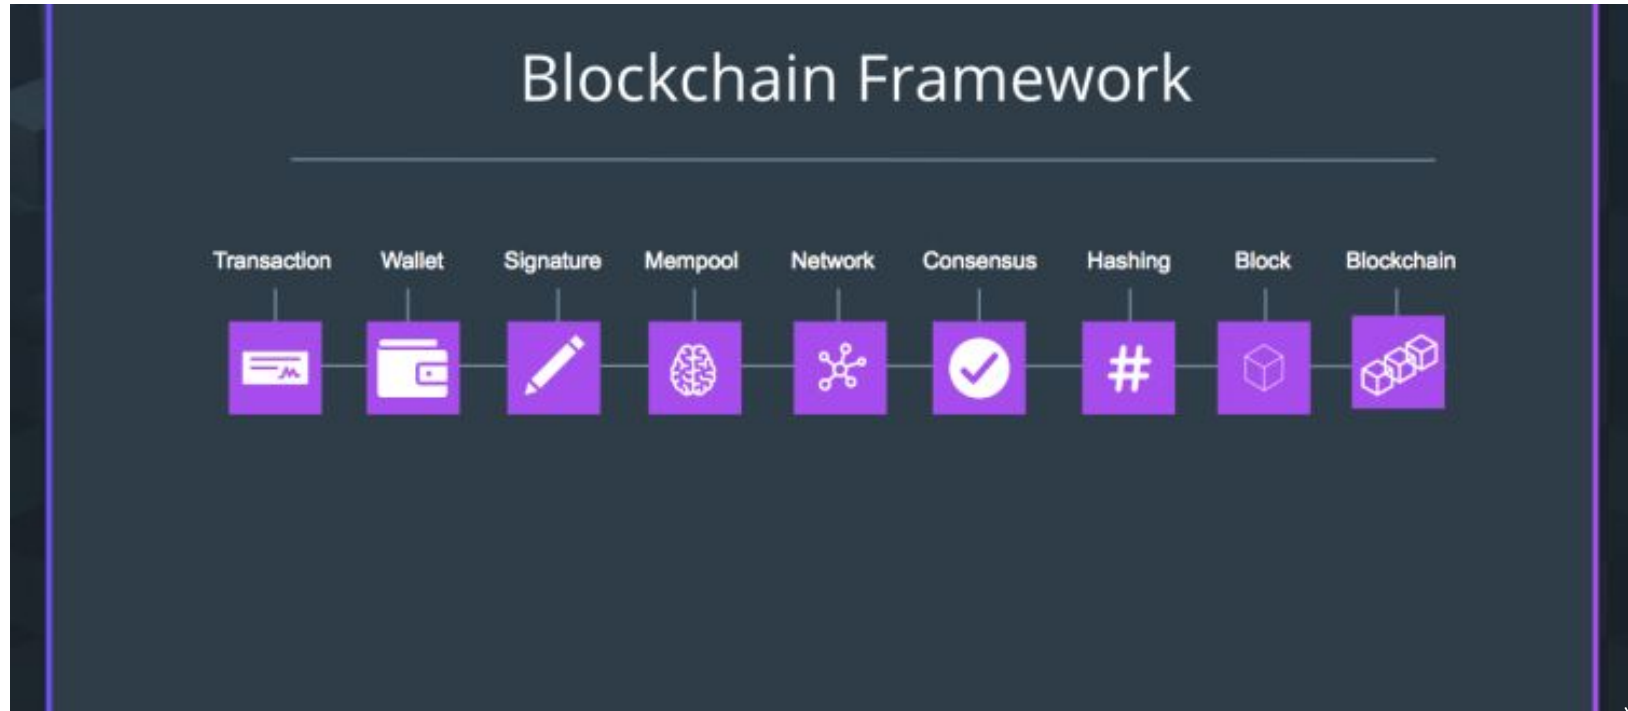 Blockchain Framework
Transaction Wallet Signature Mempool Network Consensus Hashing Block Blockchain
#